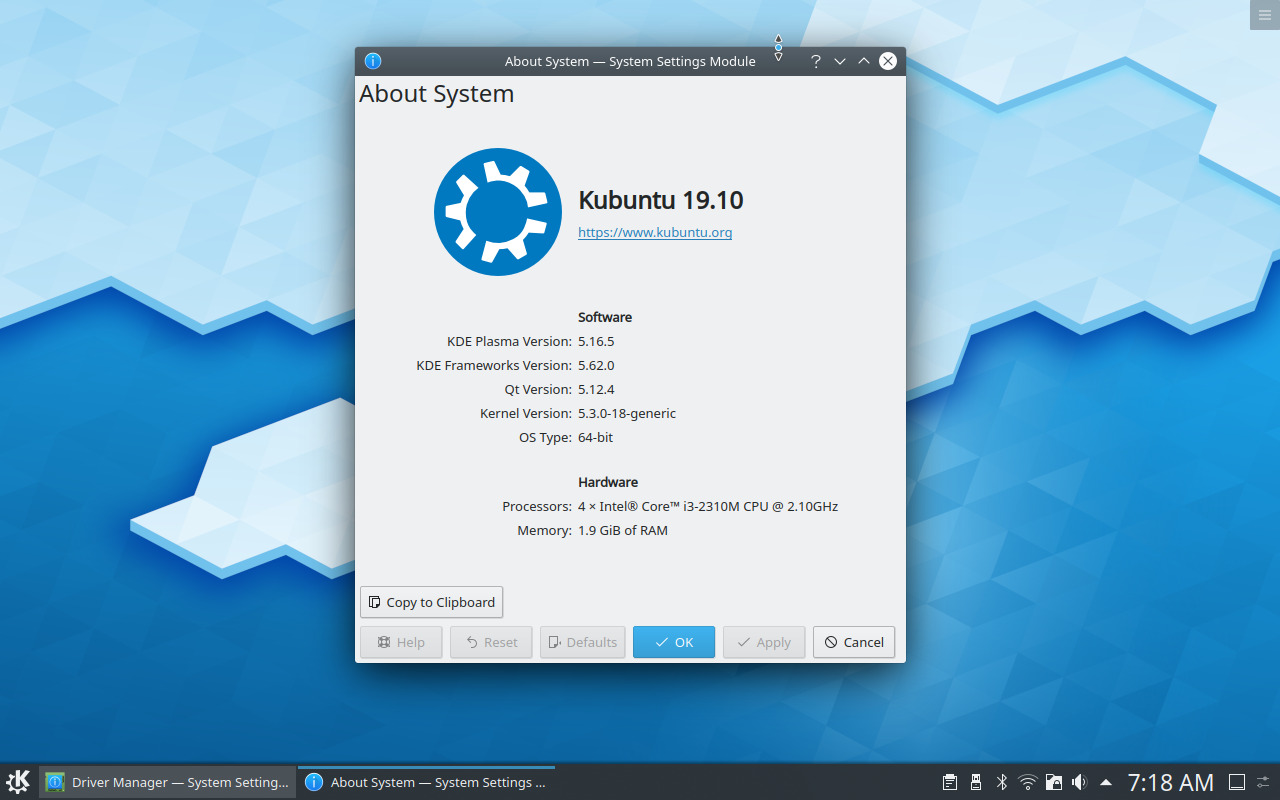 About System — System Settings Module
About System
Kubuntu 19.10
https://www.kubuntu.org
Software
KDE Plasma Version: 5.16.5
KDE Frameworks Version: 5.62.0
Qt Version: 5.12.4
Kernel Version: 5.3.0-18-generic
OS Type: 64-bit
Hardware
Processors: 4 × Intel® Core™ i3-2310M CPU @ 2.10GHz
Memory: 1.9 GiB of RAM
Copy to Clipboard
Help Reset Defaults OK Apply Cancel
Driver Manager — System Setting... About System — System Settings ... 7:18 AM